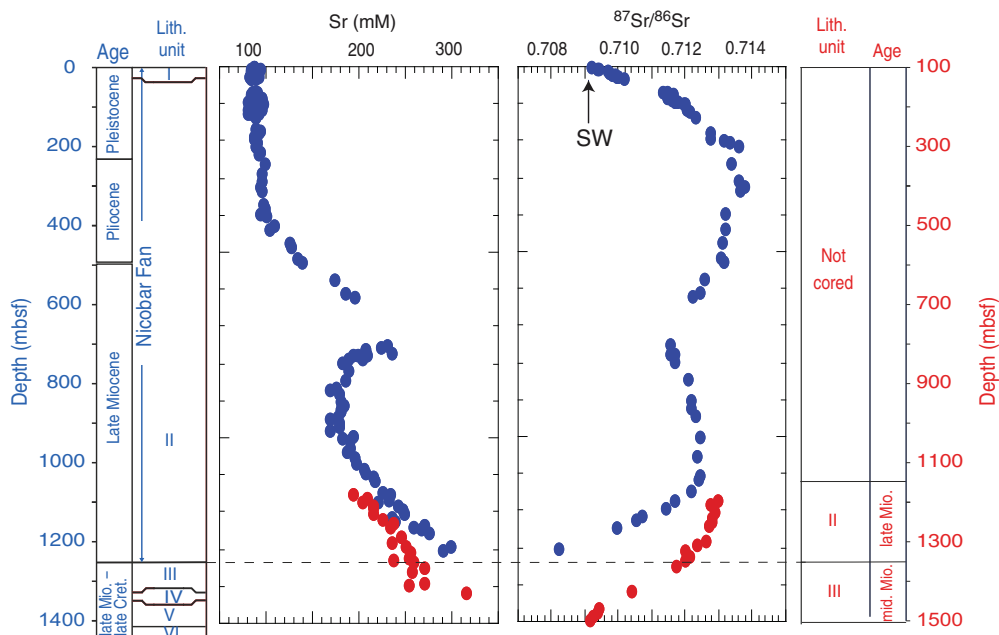 Sr (mM)
87Sr/86Sr
Age
Lith. unit
100 200 300
0.708 0.710 0.712 0.714
Lith. unit
Age
0
200
400
600
800
1000
1200
1400
Depth (mbsf)
Pleistocene
Pliocene
Late Miocene
late Mio. –
late Cret.
Nicobar Fan
I
II
III
IV
V
VI
SW
Not cored
II
III
late Mio.
mid. Mio.
100
300
500
700
900
1100
1300
1500
Depth (mbsf)